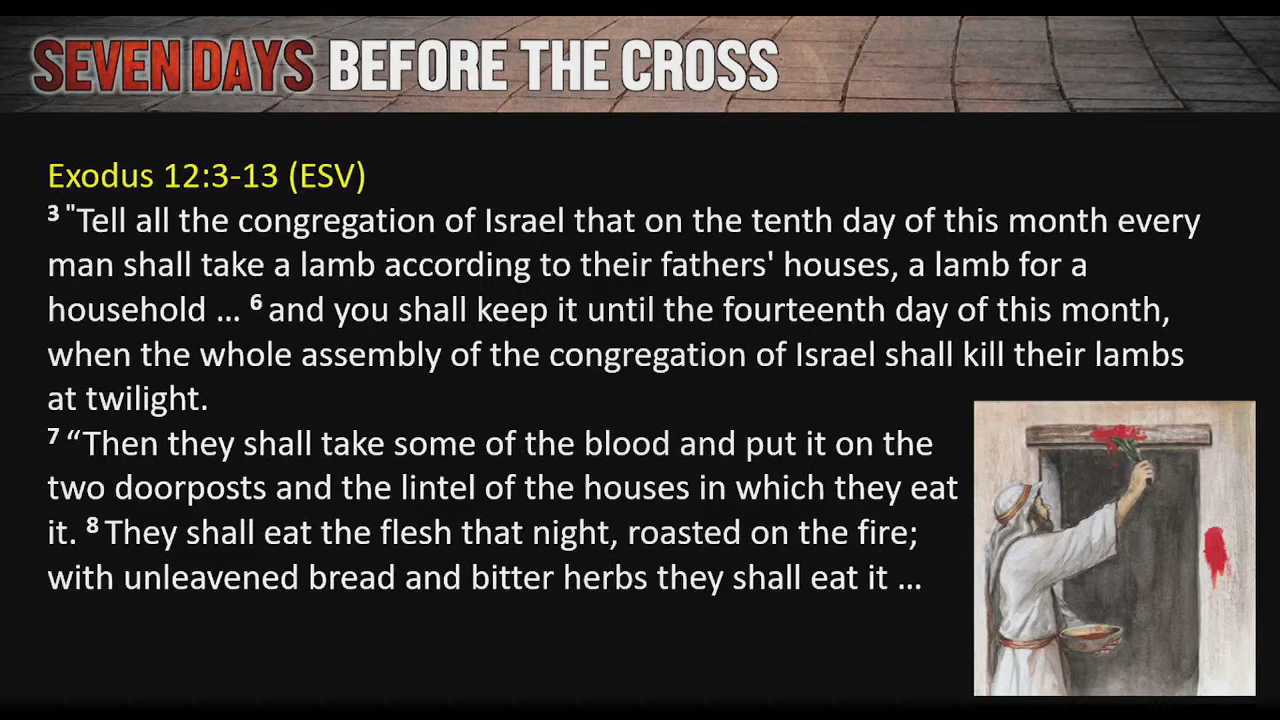 SEVEN DAYS BEFORE THE CROSS
Exodus 12:3-13 (ESV)
3 "Tell all the congregation of Israel that on the tenth day of this month every
man shall take a lamb according to their fathers' houses, a lamb for a
household ... 6 and you shall keep it until the fourteenth day of this month,
when the whole assembly of the congregation of Israel shall kill their lambs
at twilight.
7 “Then they shall take some of the blood and put it on the
two doorposts and the lintel of the houses in which they eat
it. 8 They shall eat the flesh that night, roasted on the fire;
with unleavened bread and bitter herbs they shall eat it ...